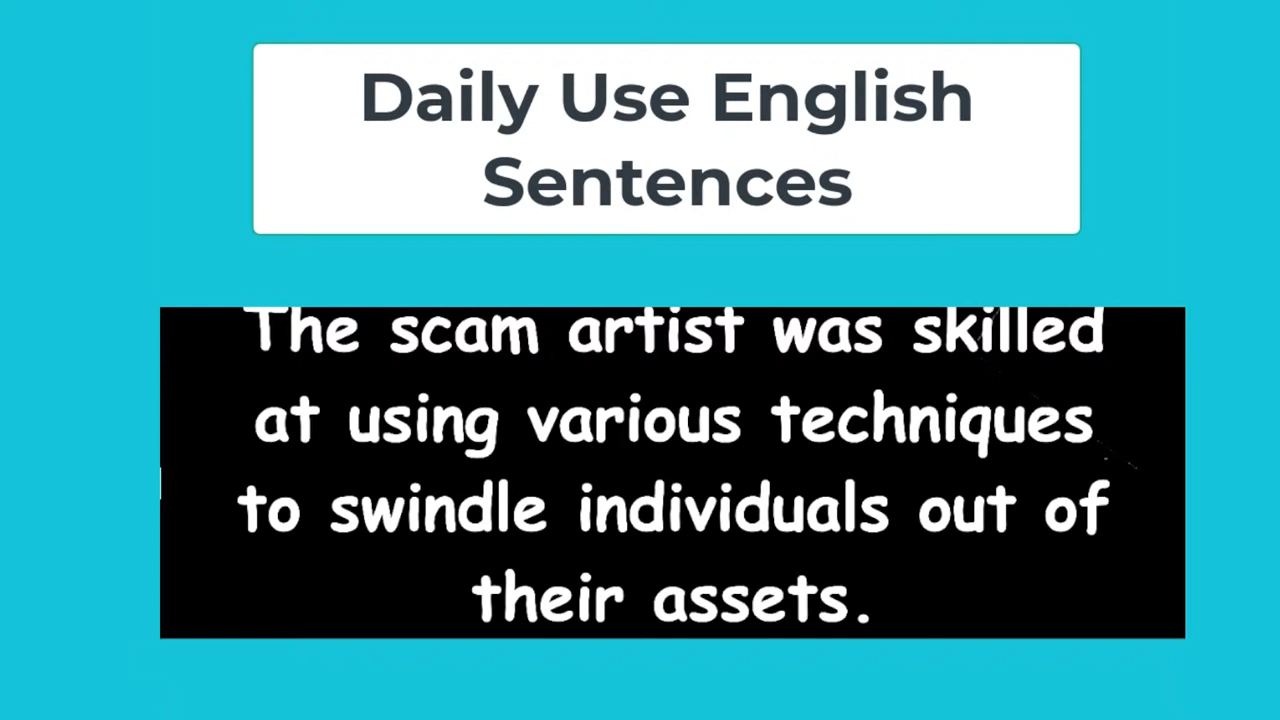 Daily Use English
Sentences
The scam artist was skilled
at using various techniques
to swindle individuals out of
their assets.